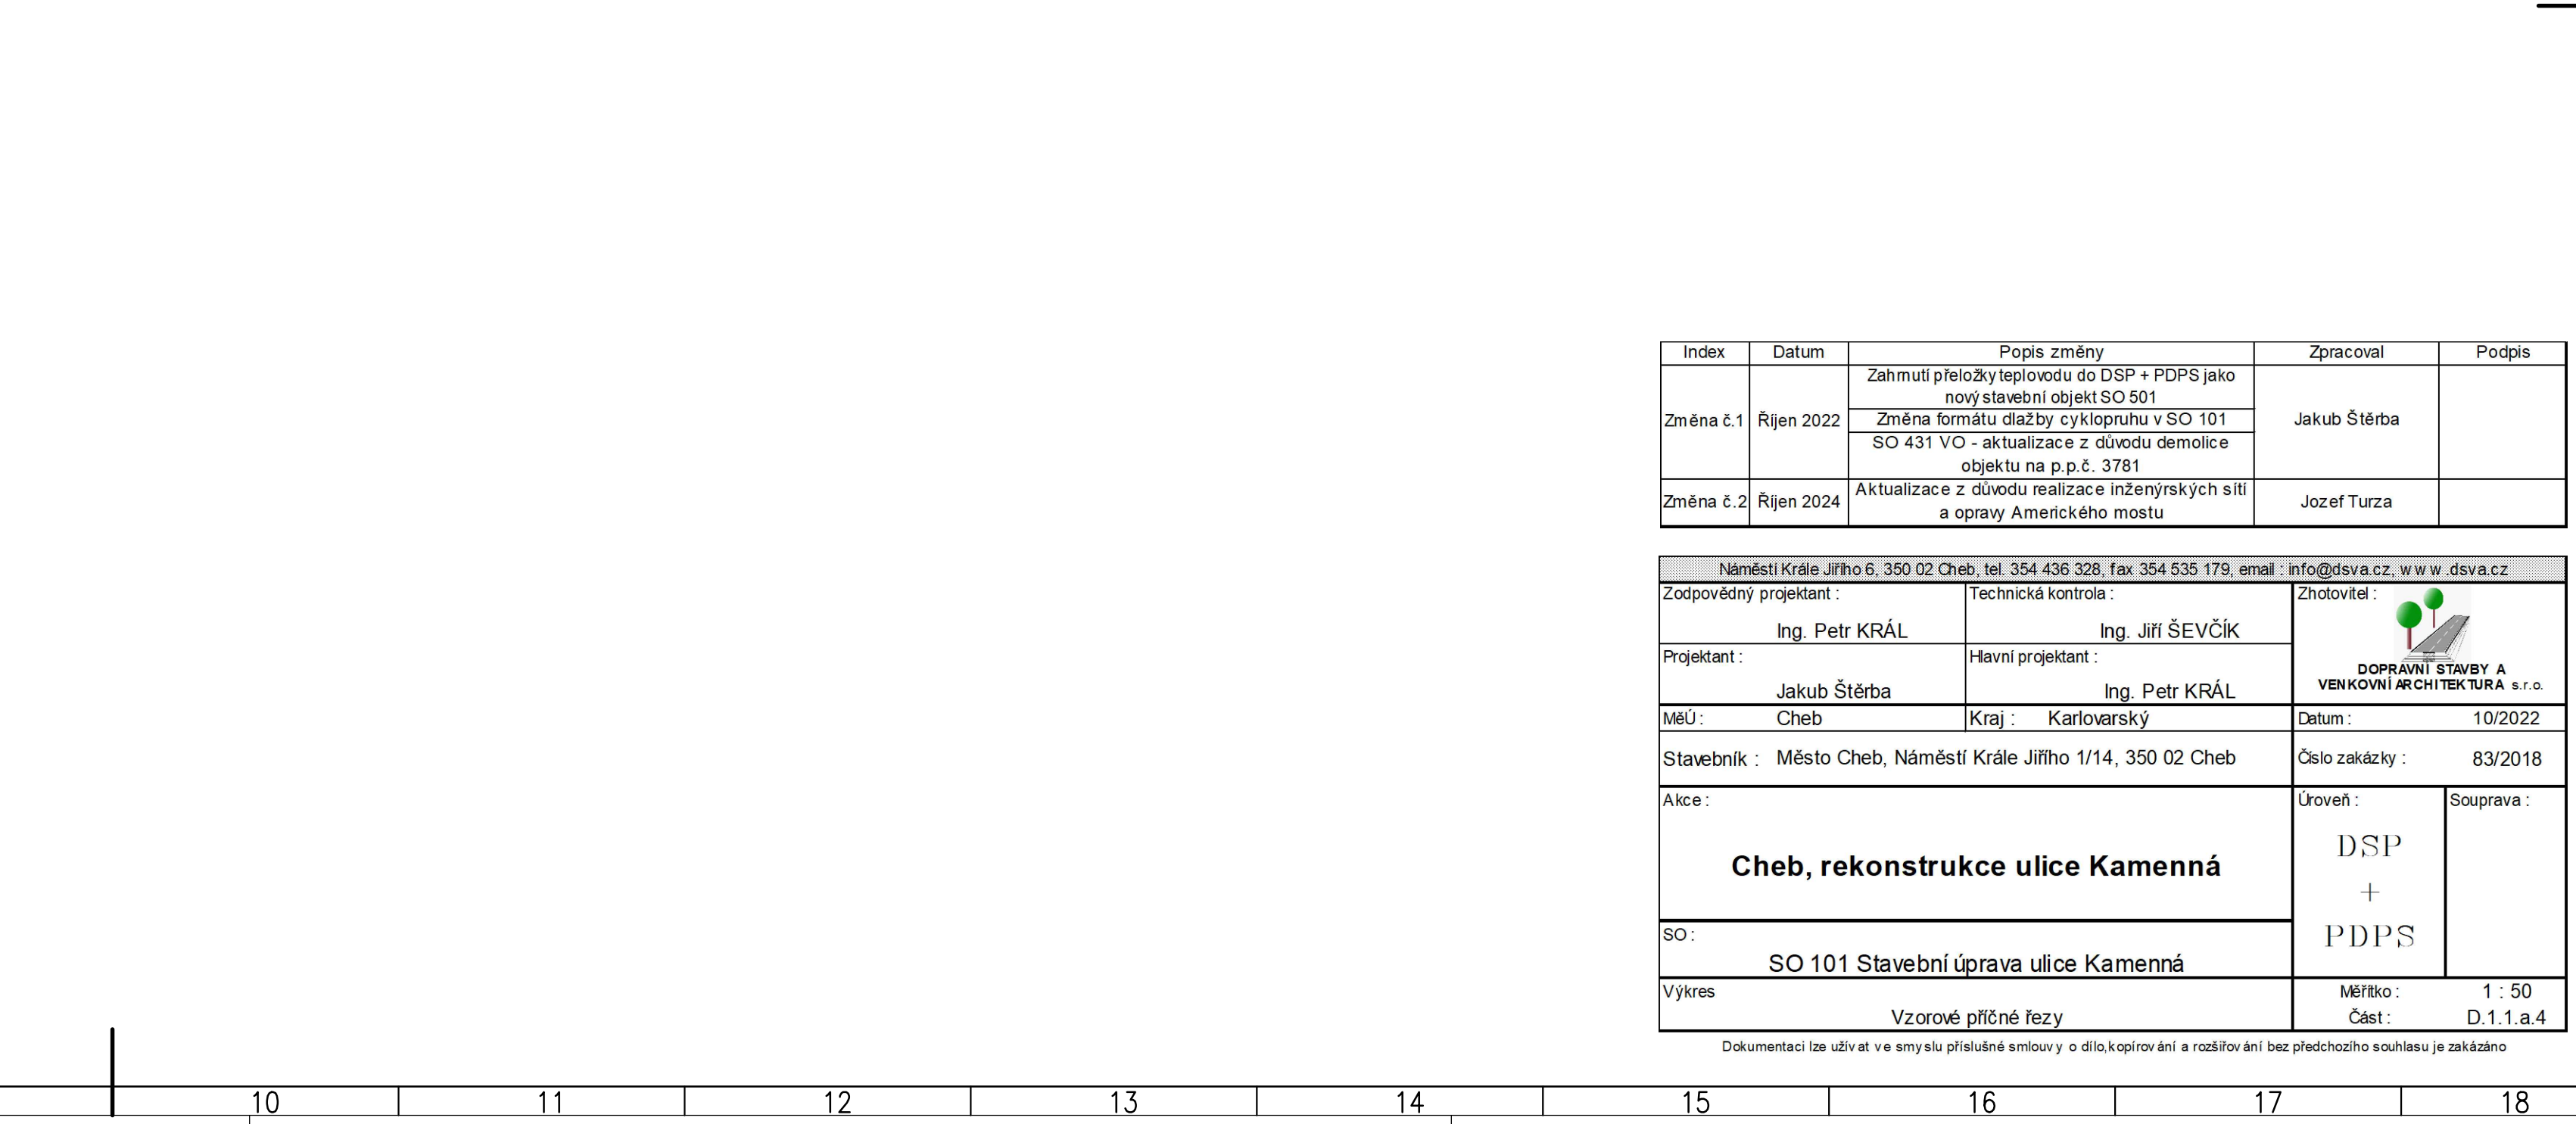 Index Datum Popis změny Zpracoval Podpis
Zahrnutí přeložky teplovodu do DSP + PDPS jako
nový stavební objekt SO 501
Změna č.1 Říjen 2022 Změna formátu dlažby cyklopruhu v SO 101 Jakub Štěrba
SO 431 VO - aktualizace z důvodu demolice
objektu na p.p.č. 3781
Změna č.2 Říjen 2024 Aktualizace z důvodu realizace inženýrských sítí Jozef Turza
a opravy Amerického mostu
Náměstí Krále Jiřího 6, 350 02 Cheb, tel. 354 436 328, fax 354 535 179, email : info@dsva.cz, www.dsva.cz
Zodpovědný projektant : Technická kontrola : Zhotovitel :
Ing. Petr KRÁL Ing. Jiří ŠEVČÍK
Projektant : Hlavní projektant :
DOPRAVNÍ STAVBY A
VENKOVNÍ ARCHITEKTURA s.r.o.
Jakub Štěrba Ing. Petr KRÁL
MěÚ : Cheb Kraj : Karlovarský Datum : 10/2022
Stavebník : Město Cheb, Náměstí Krále Jiřího 1/14, 350 02 Cheb Číslo zakázky : 83/2018
Akce : Úroveň : Souprava :
DSP
Cheb, rekonstrukce ulice Kamenná
+
SO :
PDPS
SO 101 Stavební úprava ulice Kamenná
Výkres Měřítko : 1 : 50
Vzorové příčné řezy Část : D.1.1.a.4
Dokumentaci lze užívat ve smyslu příslušné smlouvy o dílo,kopírování a rozšiřování bez předchozího souhlasu je zakázáno
10 11 12 13 14 15 16 17 18